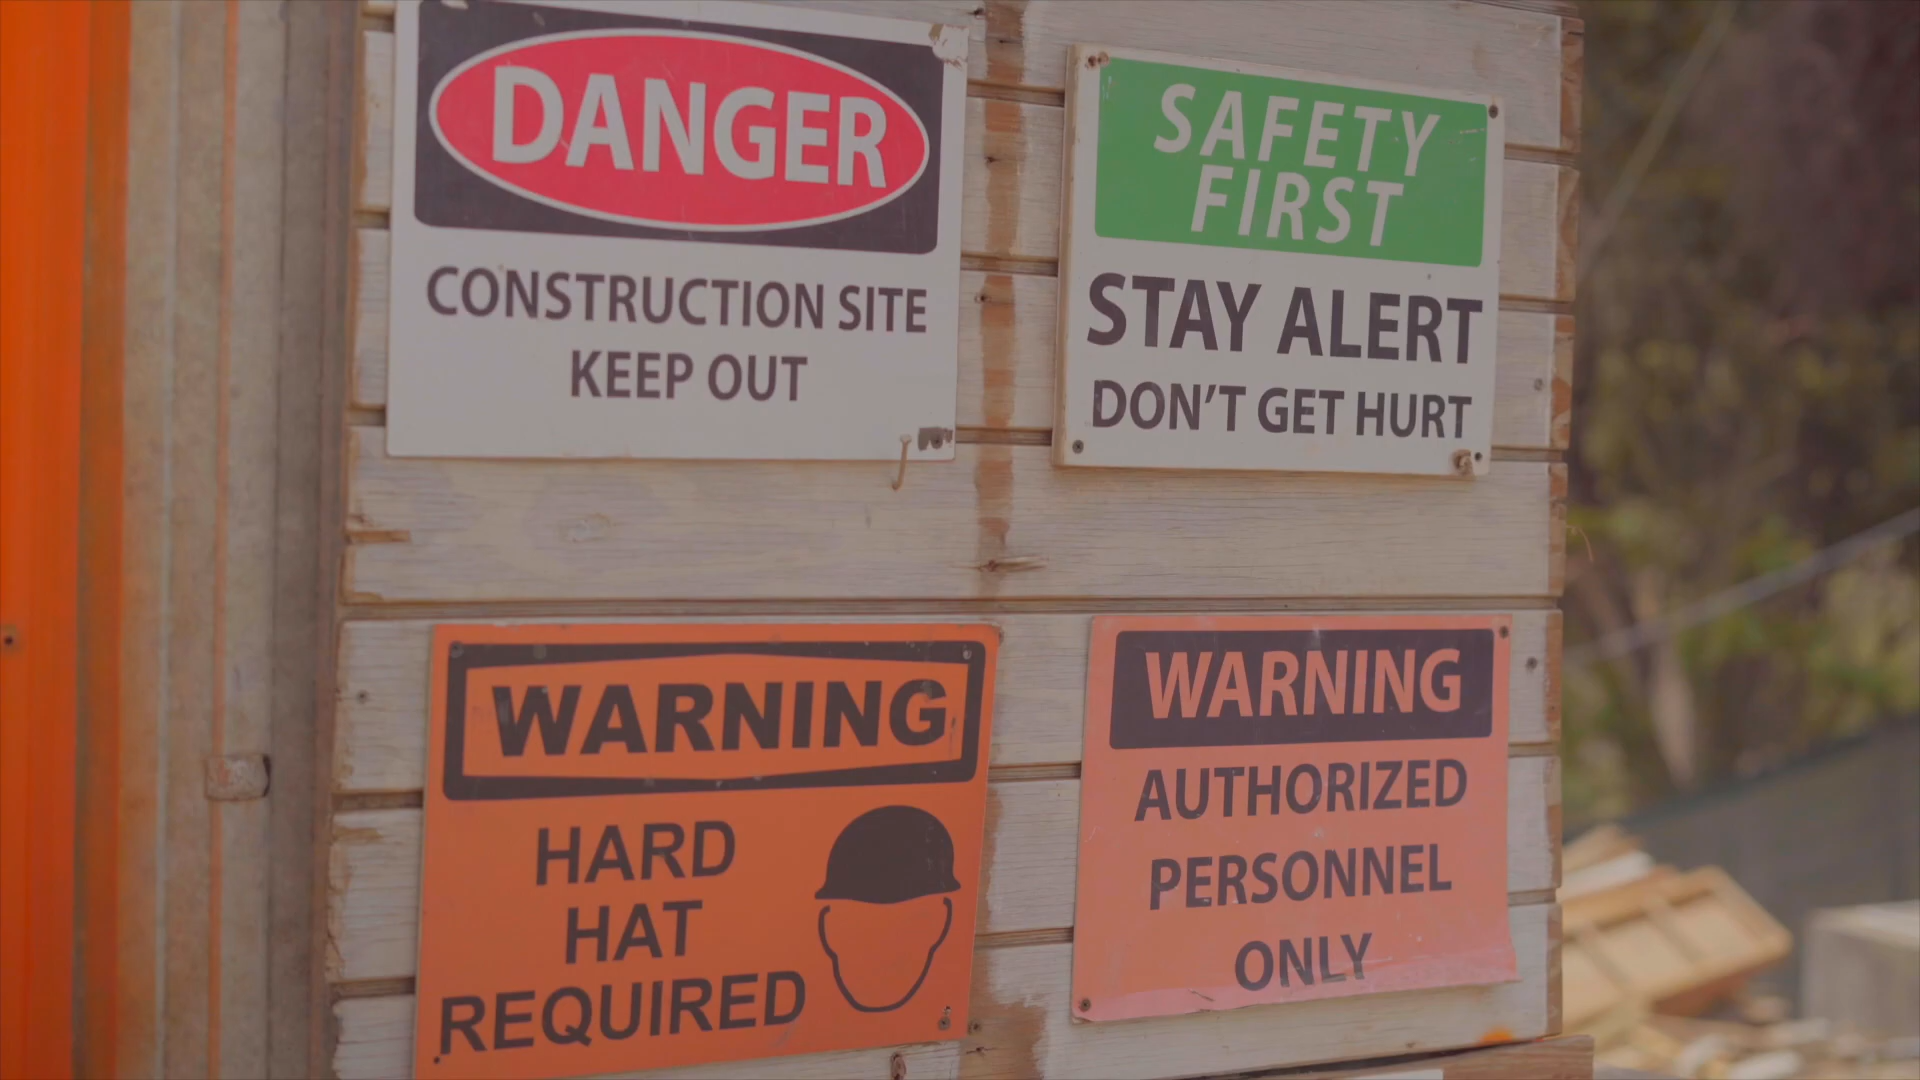 DANGER
CONSTRUCTION SITE
KEEP OUT
SAFETY
FIRST
STAY ALERT
DON'T GET HURT
WARNING
HARD
HAT
REQUIRED
WARNING
AUTHORIZED
PERSONNEL
ONLY